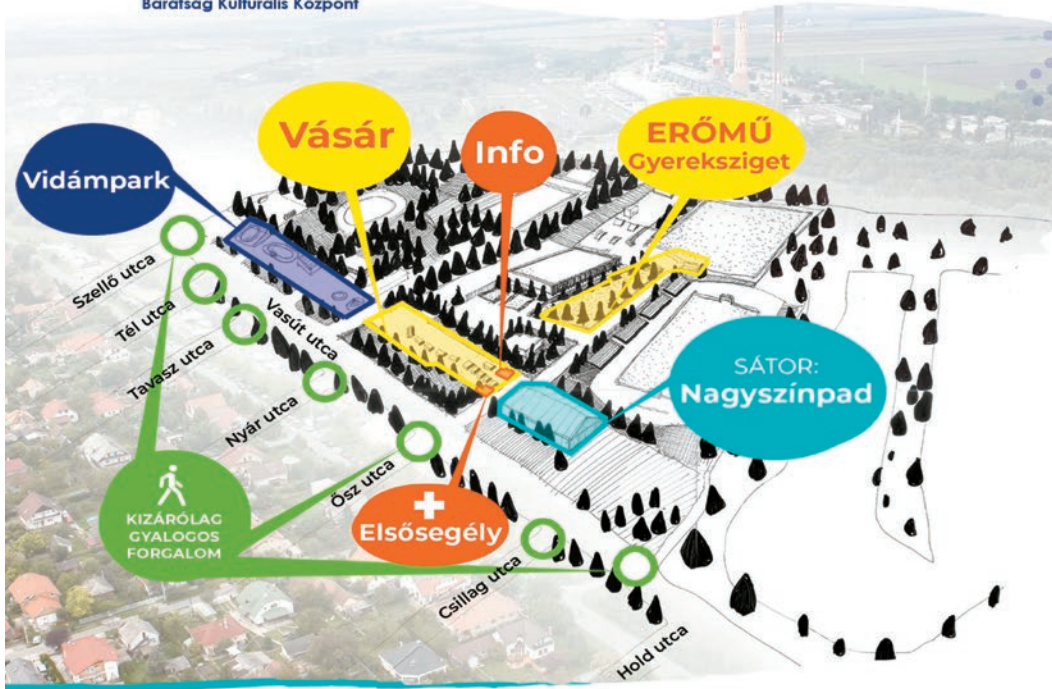 Barátság Kulturális Központ
Vásár
Info
ERŐMŰ
Gyereksziget
Vidámpark
Szellő utca
Tél utca
Vasút utca
Tavasz utca
SÁTOR:
Nagyszínpad
Nyár utca
Ősz utca
KIZÁRÓLAG
GYALOGOS
FORGALOM
Elsősegély
Csillag utca
Hold utca